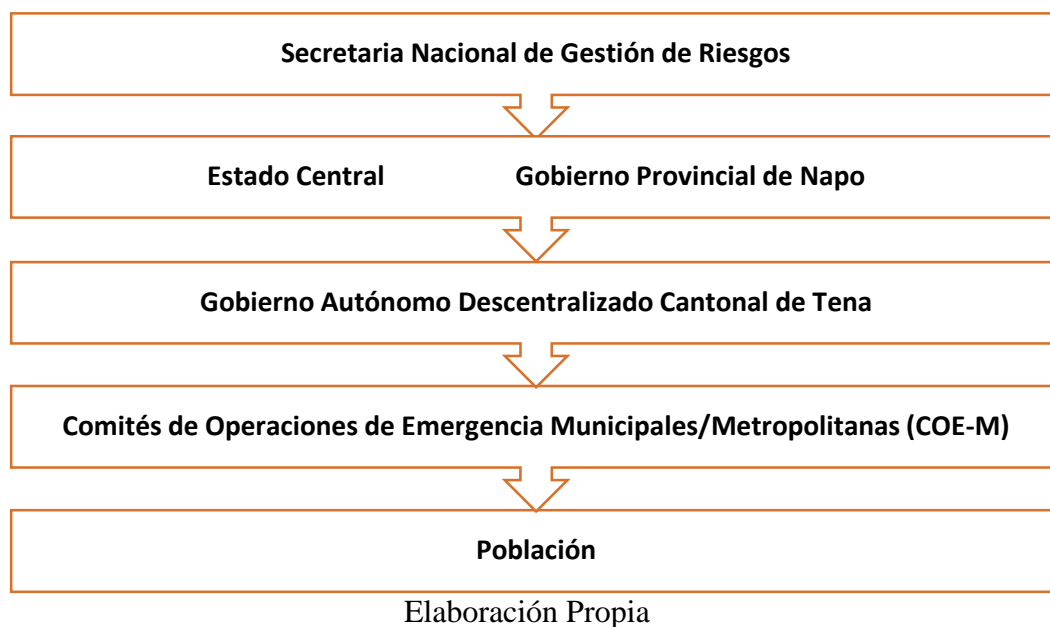 Secretaria Nacional de Gestión de Riesgos
Estado Central Gobierno Provincial de Napo
Gobierno Autónomo Descentralizado Cantonal de Tena
Comités de Operaciones de Emergencia Municipales/Metropolitanas (COE-M)
Población
Elaboración Propia